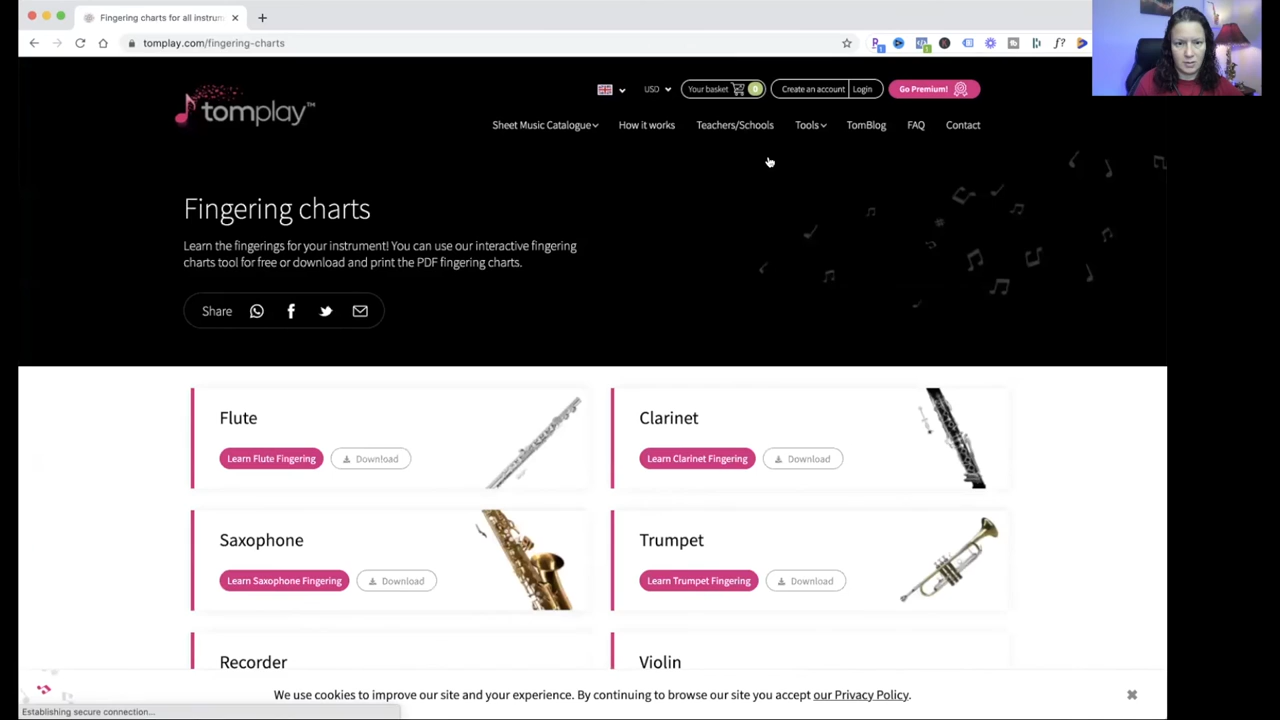 Fingering charts for all instrum
tomplay.com/fingering-charts
tomplay™
USD
Your basket 0
Create an account
Login
Go Premium!
Sheet Music Catalogue
How it works
Teachers/Schools
Tools
TomBlog
FAQ
Contact
Fingering charts
Learn the fingerings for your instrument! You can use our interactive fingering
charts tool for free or download and print the PDF fingering charts.
Share
Flute
Learn Flute Fingering
Download
Clarinet
Learn Clarinet Fingering
Download
Saxophone
Learn Saxophone Fingering
Download
Trumpet
Learn Trumpet Fingering
Download
Recorder
Violin
We use cookies to improve our site and your experience. By continuing to browse our site you accept our Privacy Policy.
Establishing secure connection...